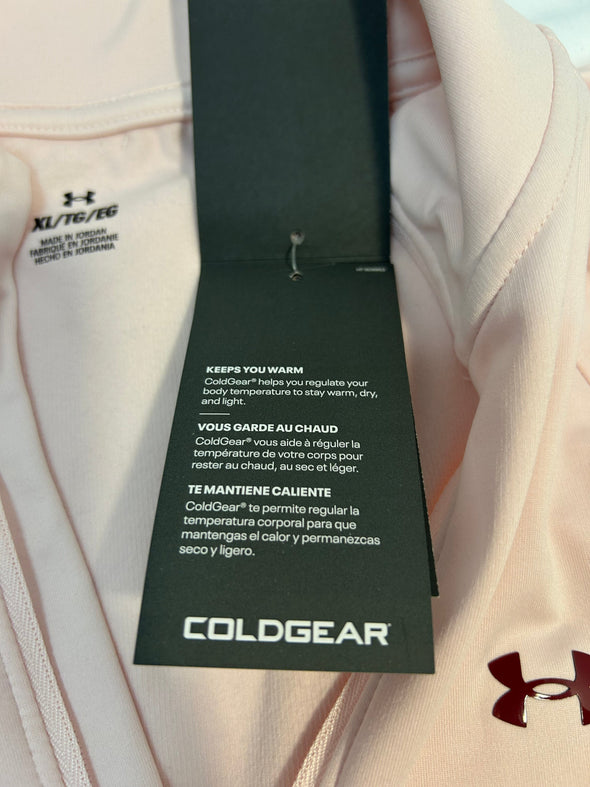 XL/TG/EG
MADE IN JORDAN
FABRIQUÉ EN JORDANIE
HECHO EN JORDANIA
KEEPS YOU WARM
ColdGear® helps you regulate your
body temperature to stay warm, dry,
and light.
VOUS GARDE AU CHAUD
ColdGear® vous aide à réguler la
température de votre corps pour
rester au chaud, au sec et léger.
TE MANTIENE CALIENTE
ColdGear® te permite regular la
temperatura corporal para que
mantengas el calor y permanezcas
seco y ligero.
COLDGEAR